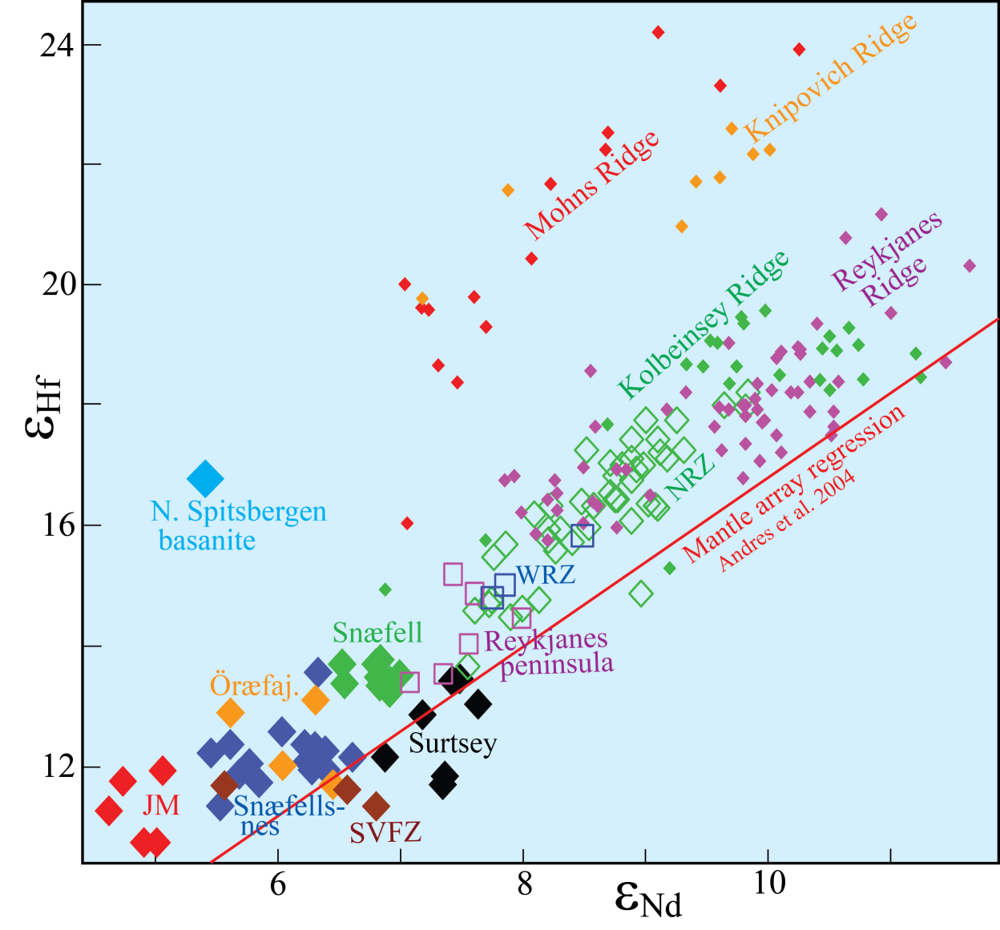 24
Knipovich Ridge
Mohns Ridge
Reykjanes
Ridge
20
Kolbeinsey Ridge
εHf
Mantle array regression
Andres et al. 2004
NRZ
N. Spitsbergen
basanite
16
WRZ
Snæfell
Reykjanes
peninsula
Öræfaj.
Surtsey
12
JM
Snæfells-
nes
SVFZ
6
8
10
εNd